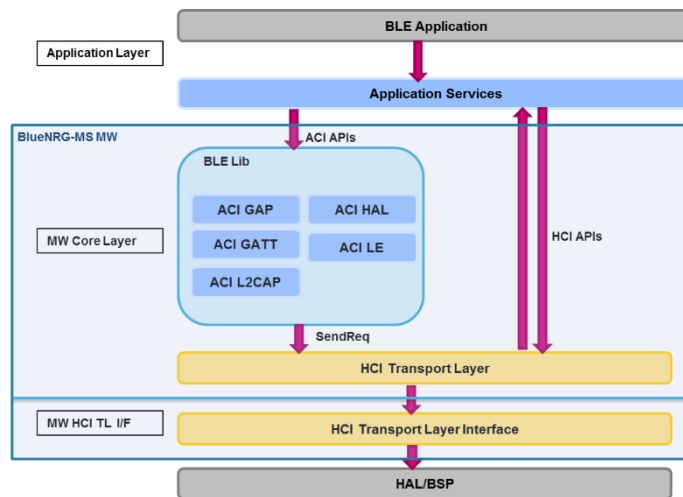 BLE Application
Application Layer
Application Services
BlueNRG-MS MW
ACI APIs
BLE Lib
ACI GAP
ACI HAL
ACI GATT
ACI LE
MW Core Layer
HCI APIs
ACI L2CAP
SendReq
HCI Transport Layer
MW HCI TL I/F
HCI Transport Layer Interface
HAL/BSP